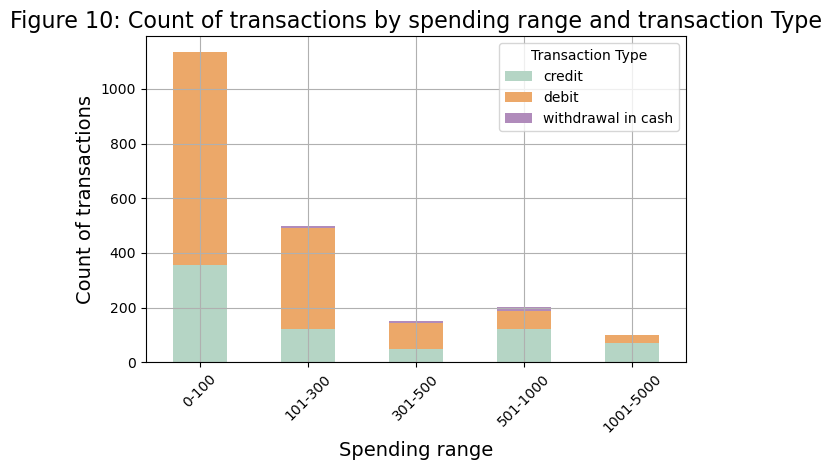 Figure 10: Count of transactions by spending range and transaction Type
Transaction Type
credit
debit
withdrawal in cash
Count of transactions
1000
800
600
400
200
0
0-100
101-300
301-500
501-1000
1001-5000
Spending range